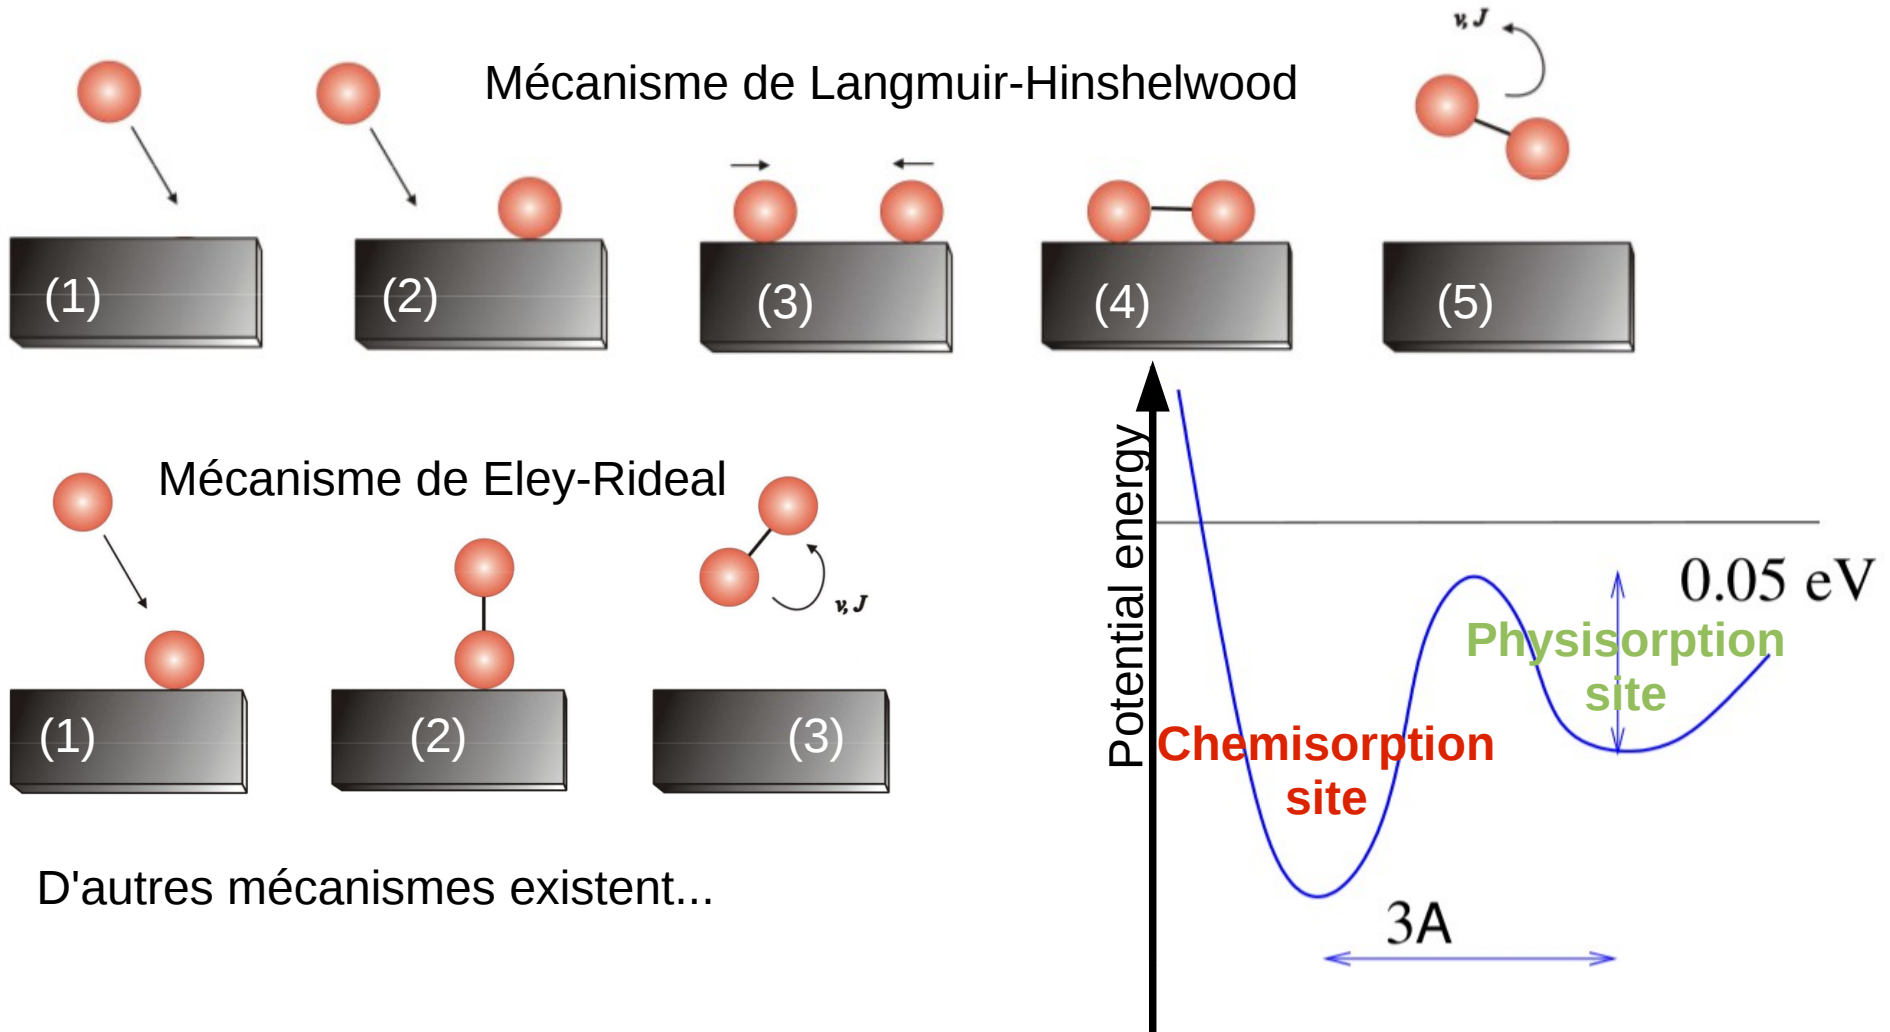 ν, J
Mécanisme de Langmuir-Hinshelwood
(1)
(2)
(3)
(4)
(5)
Mécanisme de Eley-Rideal
ν, J
(1)
(2)
(3)
D'autres mécanismes existent...
Potential energy
0.05 eV
Physisorption
site
Chemisorption
site
3A